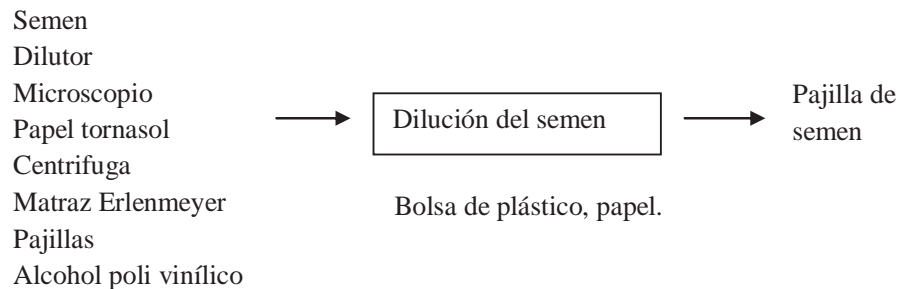 Semen
Dilutor
Microscopio
Papel tornasol
Centrifuga
Matraz Erlenmeyer
Pajillas
Alcohol poli vinílico
Dilución del semen
Bolsa de plástico, papel.
Pajilla de
semen